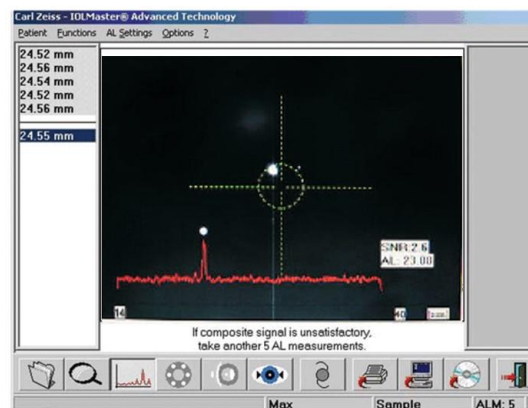 Carl Zeiss - IOLMaster® Advanced Technology
Patient Functions AL Settings Options ?
24.52 mm
24.56 mm
24.54 mm
24.52 mm
24.56 mm
24.55 mm
SNR:2.6
AL: 23.08
14
40
If composite signal is unsatisfactory,
take another 5 AL measurements.
Max Sample ALM: 5